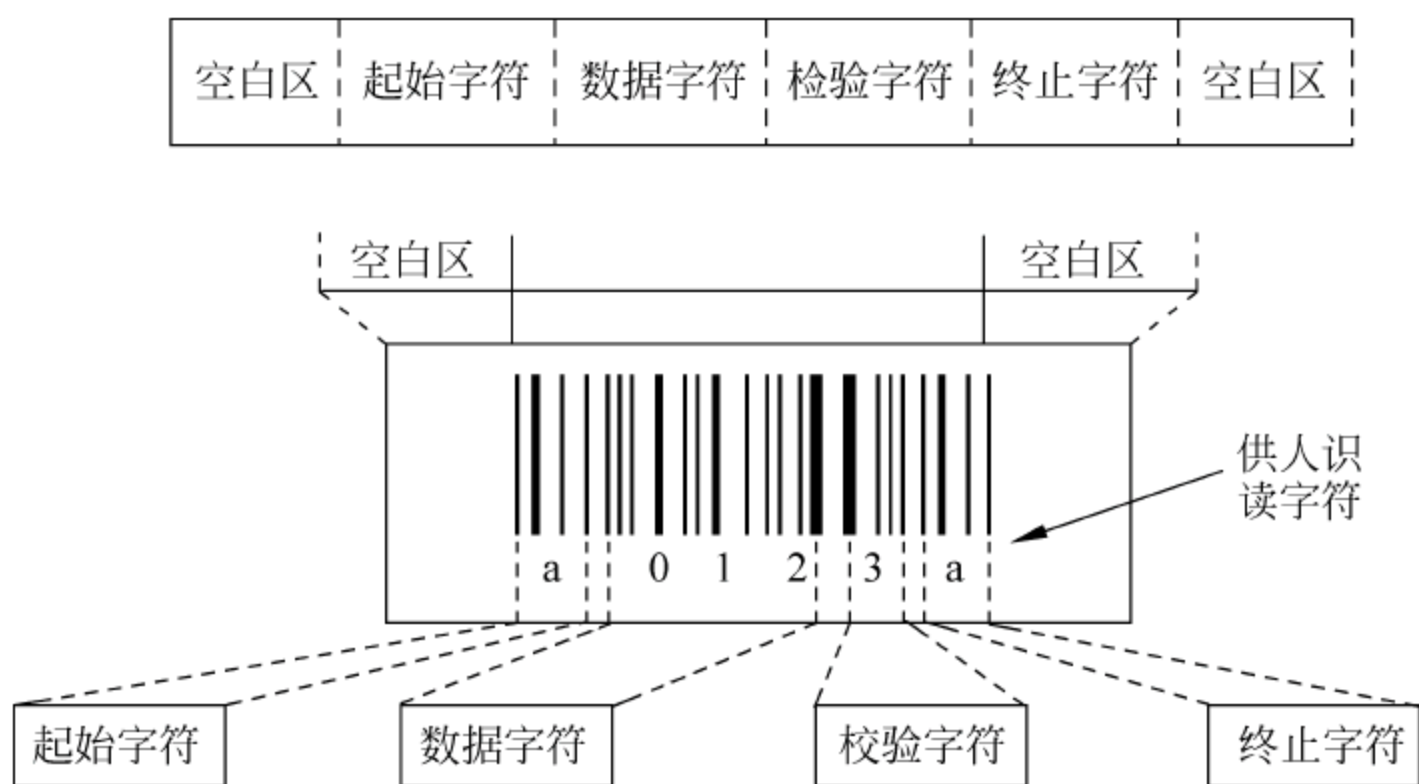 空白区 起始字符 数据字符 检验字符 终止字符 空白区
空白区 空白区
供人识
读字符
a 0 1 2 3 a
起始字符 数据字符 校验字符 终止字符